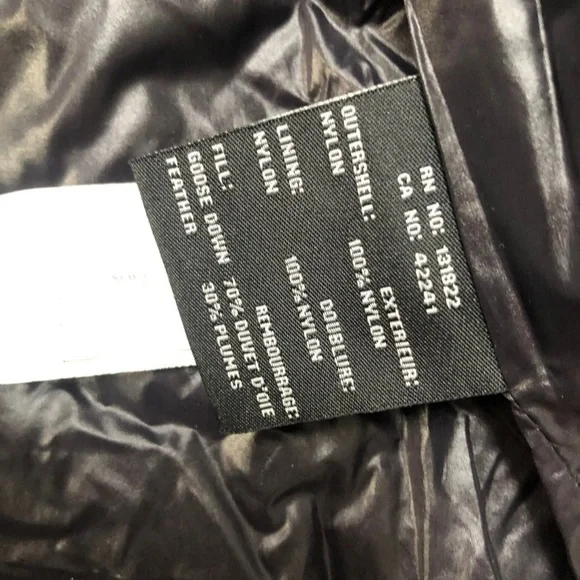 RN NO: 131822
CA NO: 42241
OUTERSHELL: EXTERIEUR:
NYLON 100% NYLON
LINING: DOUBLURE:
NYLON 100% NYLON
FILL: REMBOURRAGE:
GOOSE DOWN 70% DUVET D'OIE
FEATHER 30% PLUMES